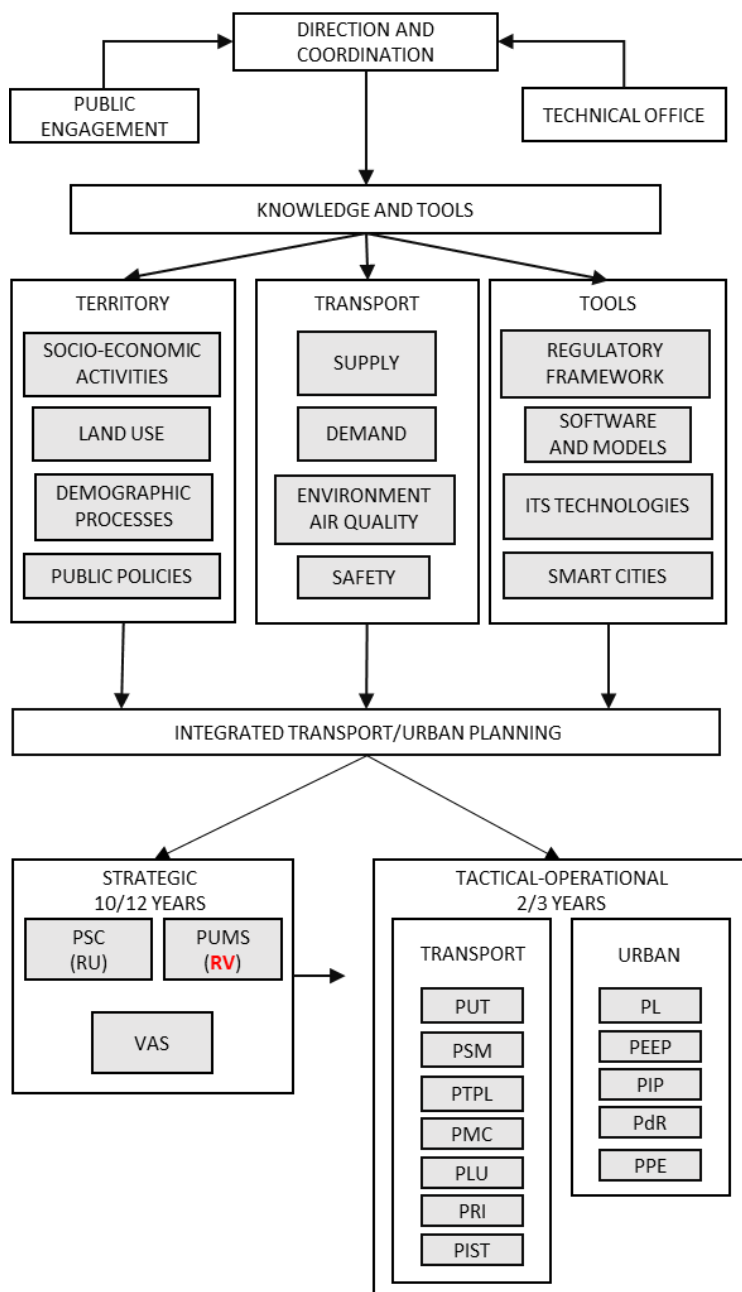 DIRECTION AND
COORDINATION
PUBLIC
ENGAGEMENT
TECHNICAL OFFICE
KNOWLEDGE AND TOOLS
TERRITORY
SOCIO-ECONOMIC
ACTIVITIES
LAND USE
DEMOGRAPHIC
PROCESSES
PUBLIC POLICIES
TRANSPORT
SUPPLY
DEMAND
ENVIRONMENT
AIR QUALITY
SAFETY
TOOLS
REGULATORY
FRAMEWORK
SOFTWARE
AND MODELS
ITS TECHNOLOGIES
SMART CITIES
INTEGRATED TRANSPORT/URBAN PLANNING
STRATEGIC
10/12 YEARS
PSC
(RU)
PUMS
(RV)
VAS
TACTICAL-OPERATIONAL
2/3 YEARS
TRANSPORT
PUT
PSM
PTPL
PMC
PLU
PRI
PIST
URBAN
PL
PEEP
PIP
PdR
PPE